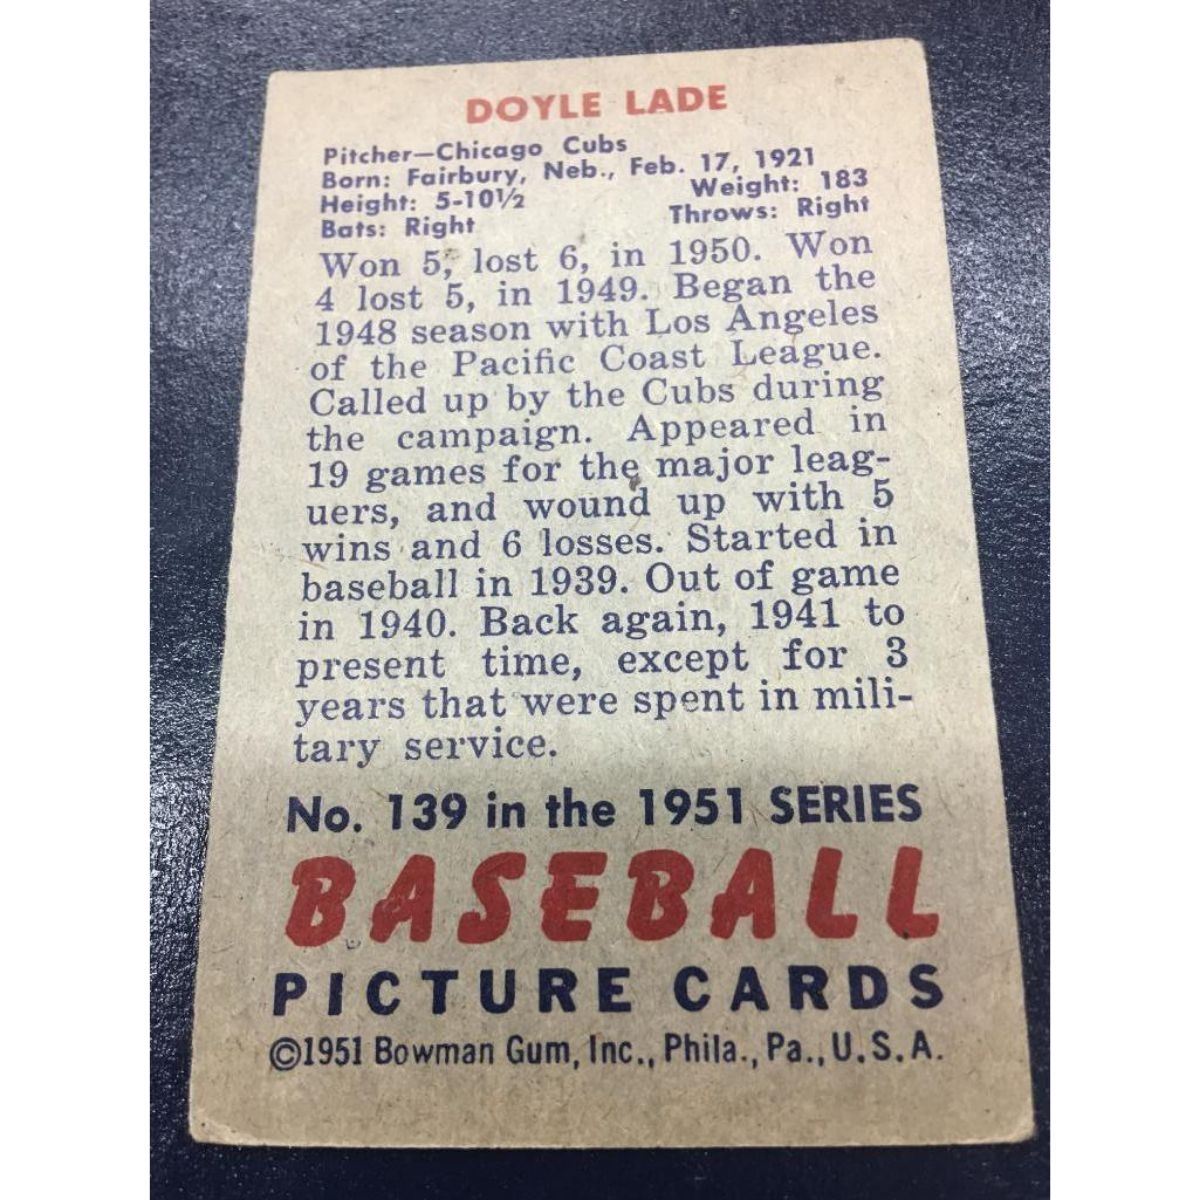 DOYLE LADE
Pitcher—Chicago Cubs
Born: Fairbury, Neb., Feb. 17, 1921
Height: 5-10½ Weight: 183
Bats: Right Throws: Right
Won 5, lost 6, in 1950. Won
4 lost 5, in 1949. Began the
1948 season with Los Angeles
of the Pacific Coast League.
Called up by the Cubs during
the campaign. Appeared in
19 games for the major leag-
uers, and wound up with 5
wins and 6 losses. Started in
baseball in 1939. Out of game
in 1940. Back again, 1941 to
present time, except for 3
years that were spent in mili-
tary service.
No. 139 in the 1951 SERIES
BASEBALL
PICTURE CARDS
©1951 Bowman Gum, Inc., Phila., Pa., U.S.A.